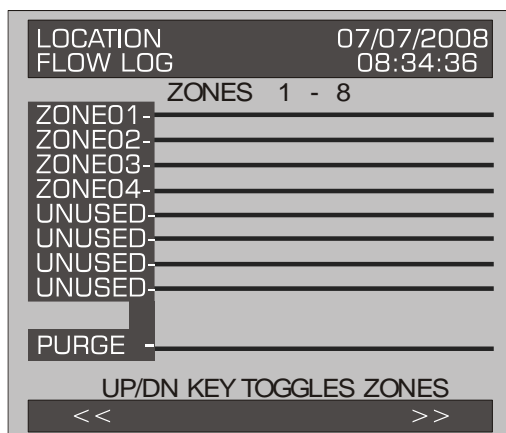 LOCATION 07/07/2008
FLOW LOG 08:34:36
ZONES 1 - 8
ZONE01-
ZONE02-
ZONE03-
ZONE04-
UNUSED-
UNUSED-
UNUSED-
UNUSED-
PURGE -
UP/DN KEY TOGGLES ZONES
<< >>